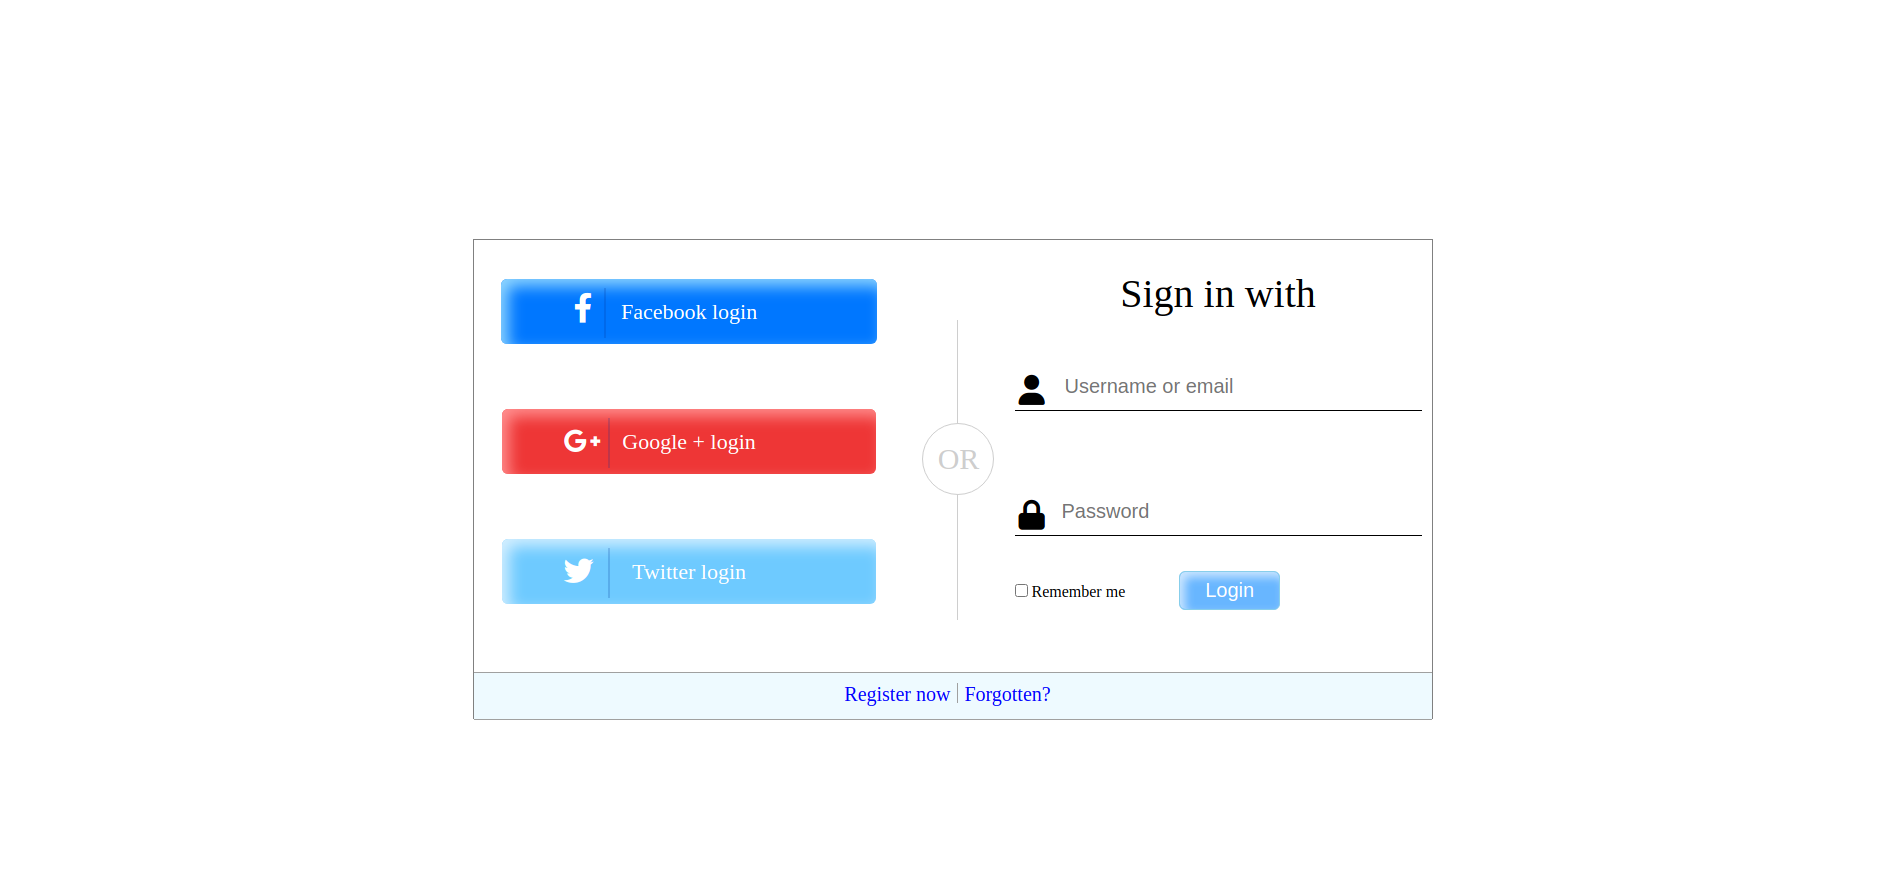 Facebook login
Google + login
Twitter login
OR
Sign in with
Username or email
Password
Remember me
Login
Register now
Forgotten?